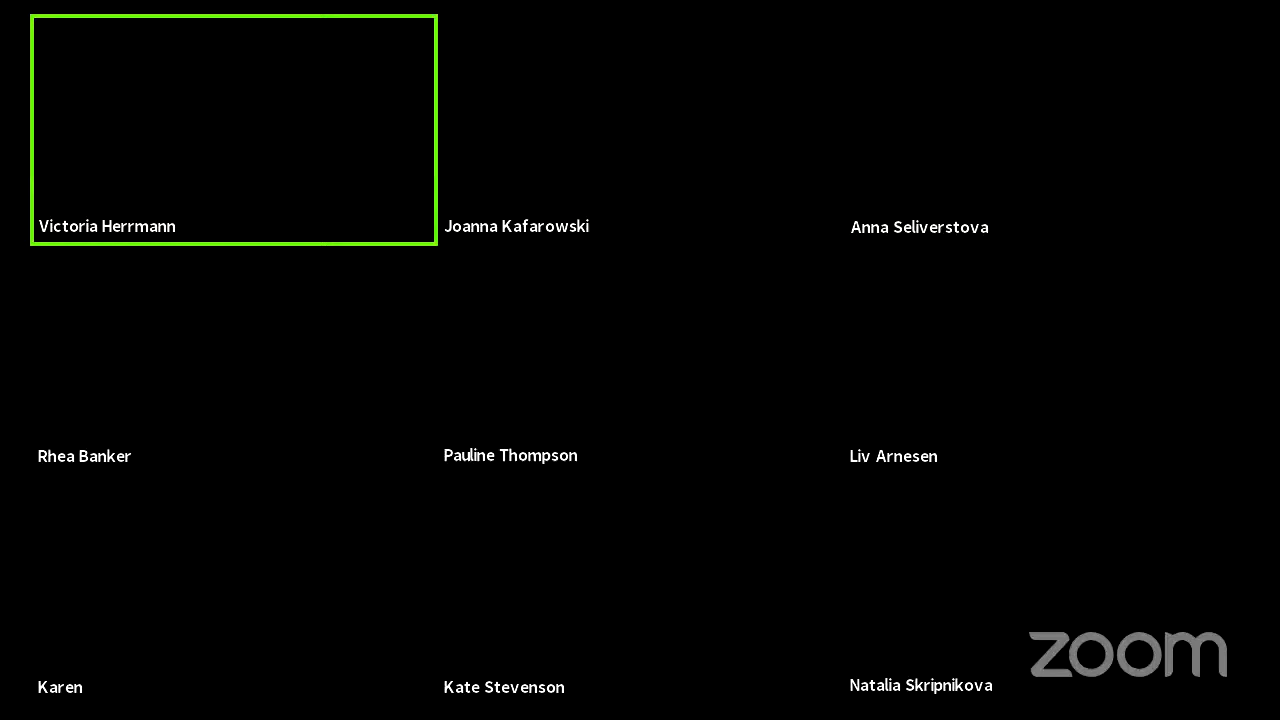 Victoria Herrmann
Joanna Kafarowski
Anna Seliverstova
Rhea Banker
Pauline Thompson
Liv Arnesen
Karen
Kate Stevenson
Natalia Skripnikova
zoom